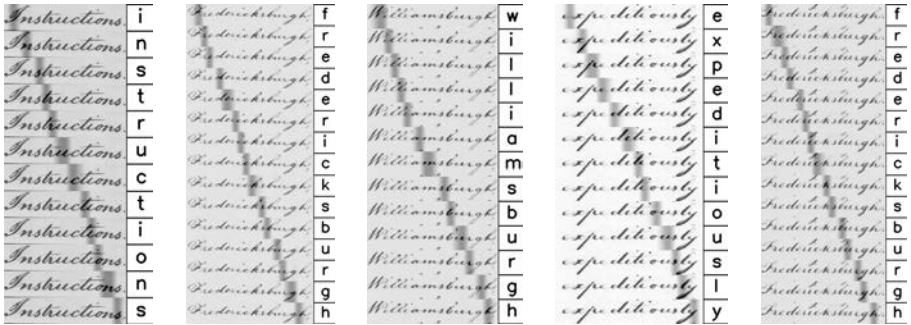 Instructions. i
Instructions. n
Instructions. s
Instructions. t
Instructions. r
Instructions. u
Instructions. c
Instructions. t
Instructions. i
Instructions. o
Instructions. n
Instructions. s
Fredericksburgh, f
Fredericksburgh, r
Fredericksburgh, e
Fredericksburgh, d
Fredericksburgh, e
Fredericksburgh, r
Fredericksburgh, i
Fredericksburgh, c
Fredericksburgh, k
Fredericksburgh, s
Fredericksburgh, b
Fredericksburgh, u
Fredericksburgh, r
Fredericksburgh, g
Fredericksburgh, h
Williamsburgh, w
Williamsburgh, i
Williamsburgh, l
Williamsburgh, l
Williamsburgh, i
Williamsburgh, a
Williamsburgh, m
Williamsburgh, s
Williamsburgh, b
Williamsburgh, u
Williamsburgh, r
Williamsburgh, g
Williamsburgh, h
expeditiously e
expeditiously x
expeditiously p
expeditiously e
expeditiously d
expeditiously i
expeditiously t
expeditiously i
expeditiously o
expeditiously u
expeditiously s
expeditiously l
expeditiously y
Fredericksburgh. f
Fredericksburgh. r
Fredericksburgh. e
Fredericksburgh. d
Fredericksburgh. e
Fredericksburgh. r
Fredericksburgh. i
Fredericksburgh. c
Fredericksburgh. k
Fredericksburgh. s
Fredericksburgh. b
Fredericksburgh. u
Fredericksburgh. r
Fredericksburgh. g
Fredericksburgh. h